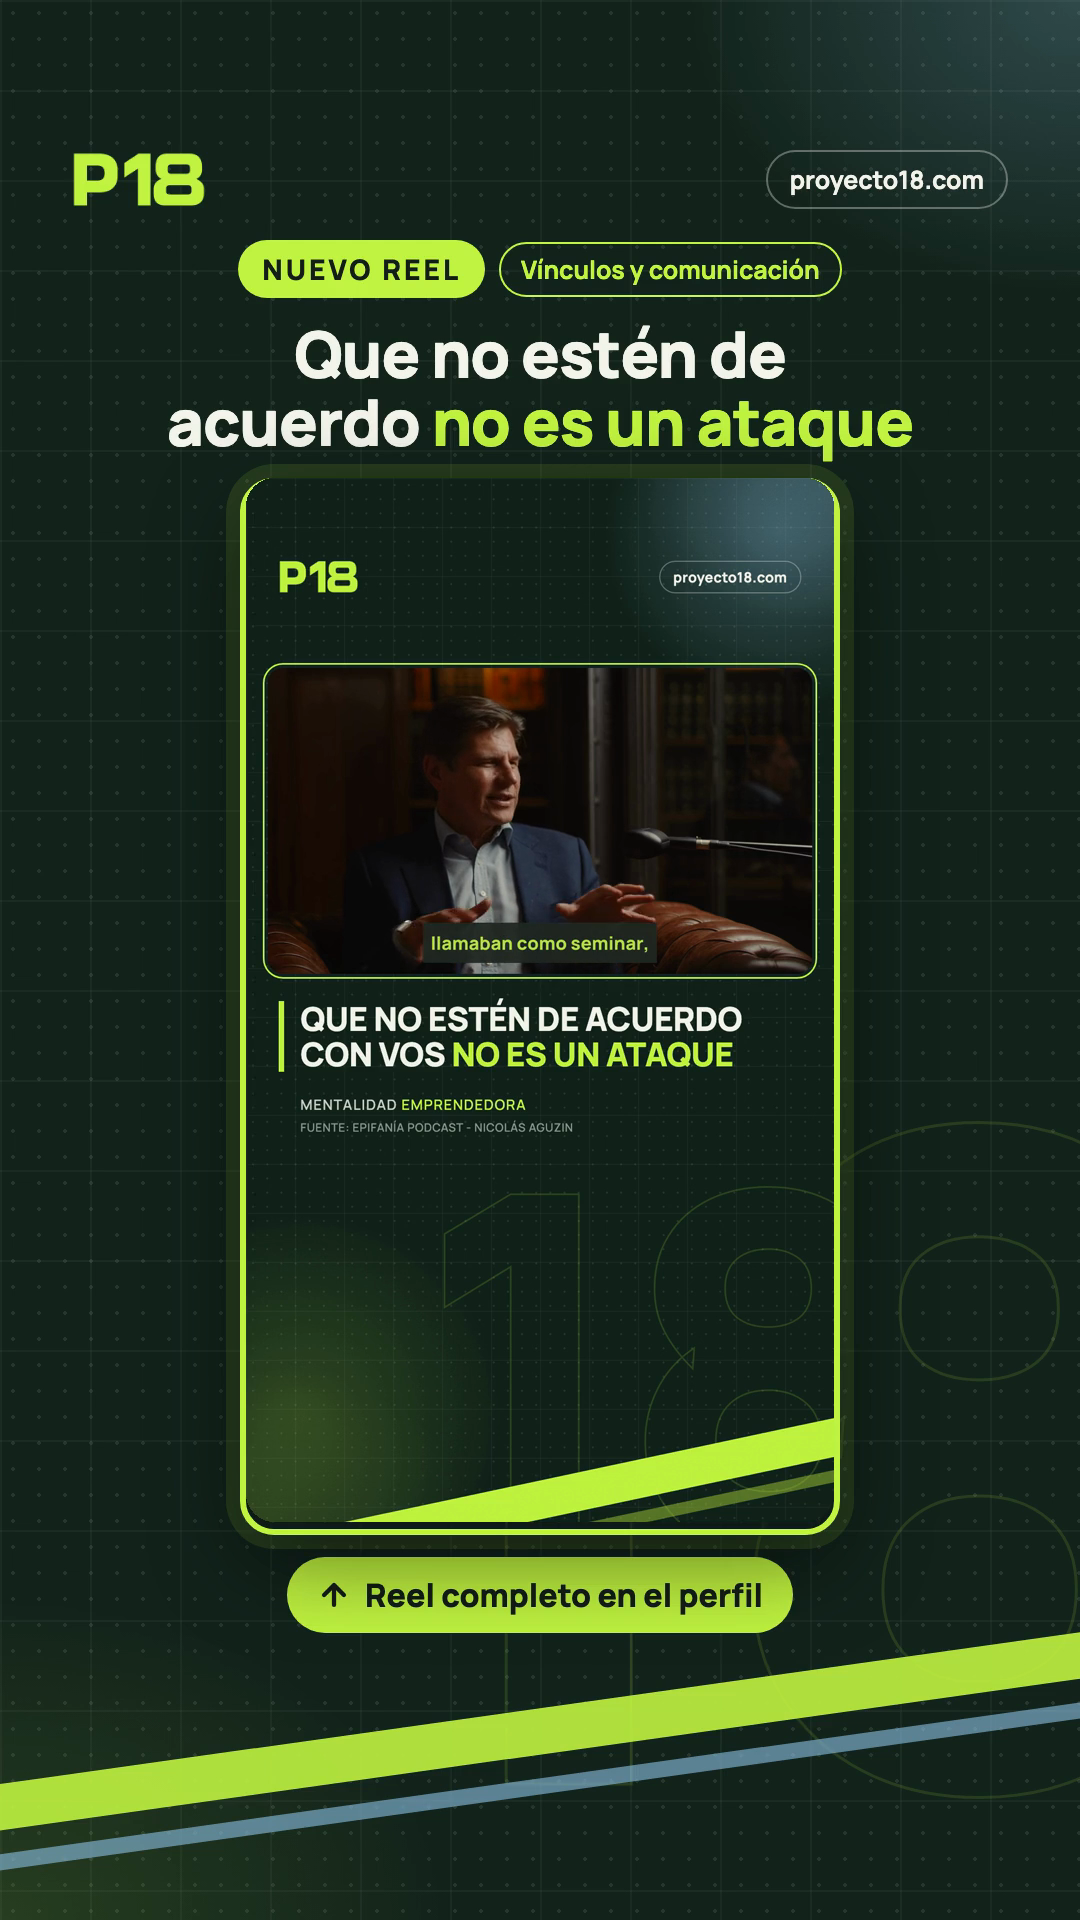 P18
proyecto18.com
NUEVO REEL
Vínculos y comunicación
Que no estén de
acuerdo no es un ataque
P18
proyecto18.com
llamaban como seminar,
QUE NO ESTÉN DE ACUERDO
CON VOS NO ES UN ATAQUE
MENTALIDAD EMPRENDEDORA
FUENTE: EPIFANÍA PODCAST - NICOLÁS AGUZIN
18
↑ Reel completo en el perfil
18